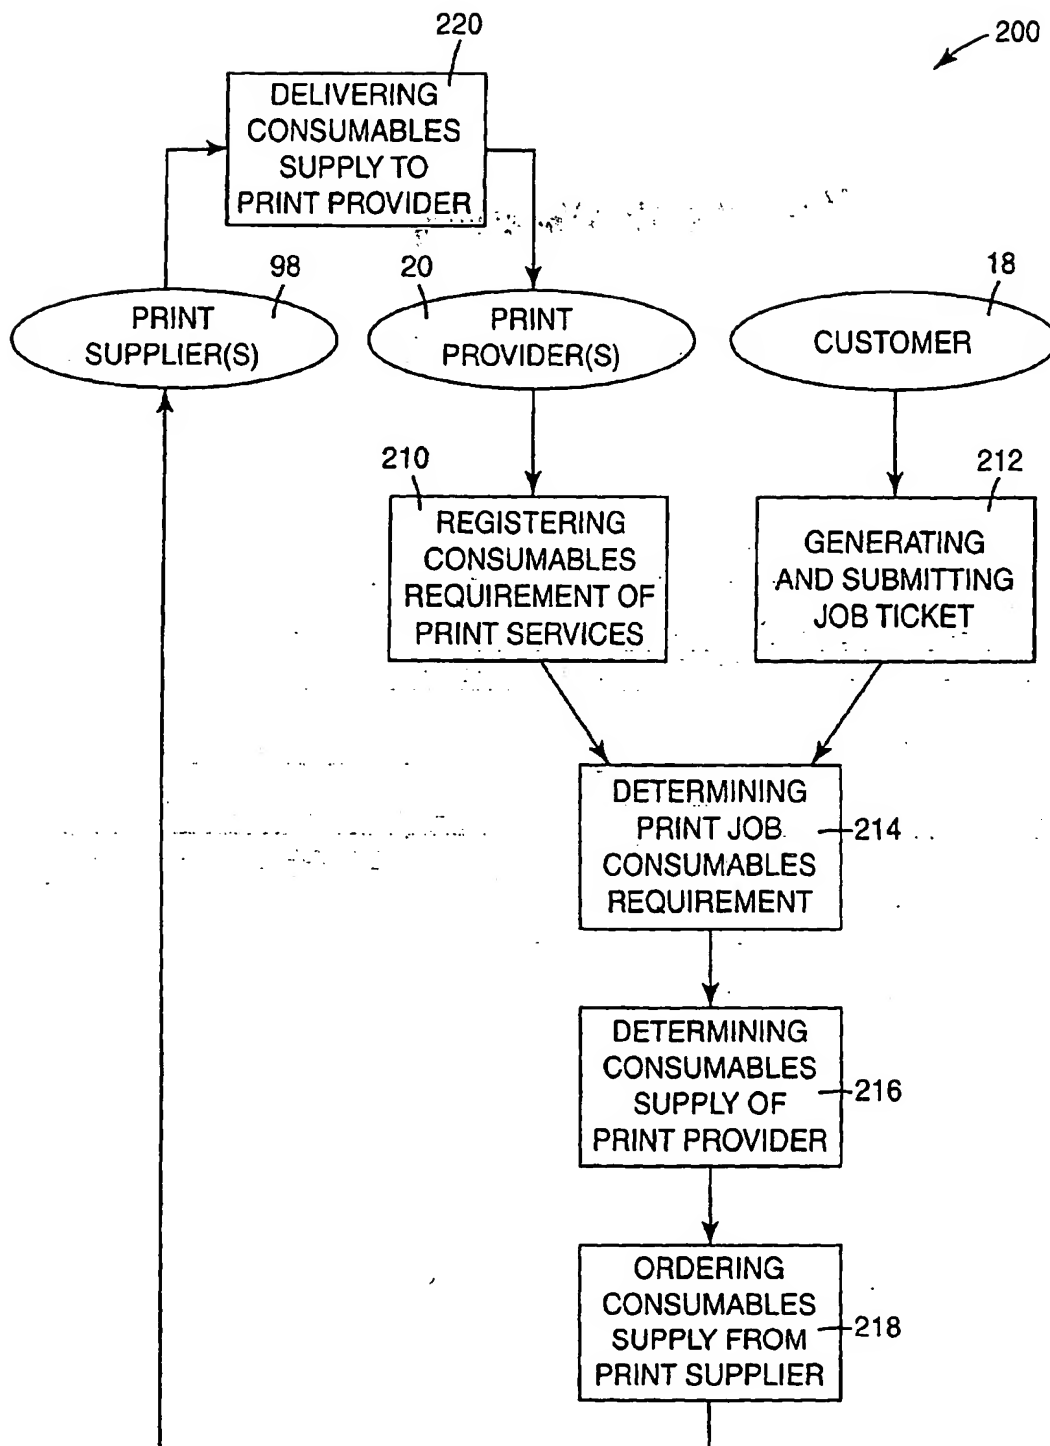 220
200
DELIVERING
CONSUMABLES
SUPPLY TO
PRINT PROVIDER
98
PRINT
SUPPLIER(S)
20
PRINT
PROVIDER(S)
18
CUSTOMER
210
REGISTERING
CONSUMABLES
REQUIREMENT OF
PRINT SERVICES
212
GENERATING
AND SUBMITTING
JOB TICKET
DETERMINING
PRINT JOB
CONSUMABLES
REQUIREMENT
214
DETERMINING
CONSUMABLES
SUPPLY OF
PRINT PROVIDER
216
ORDERING
CONSUMABLES
SUPPLY FROM
PRINT SUPPLIER
218